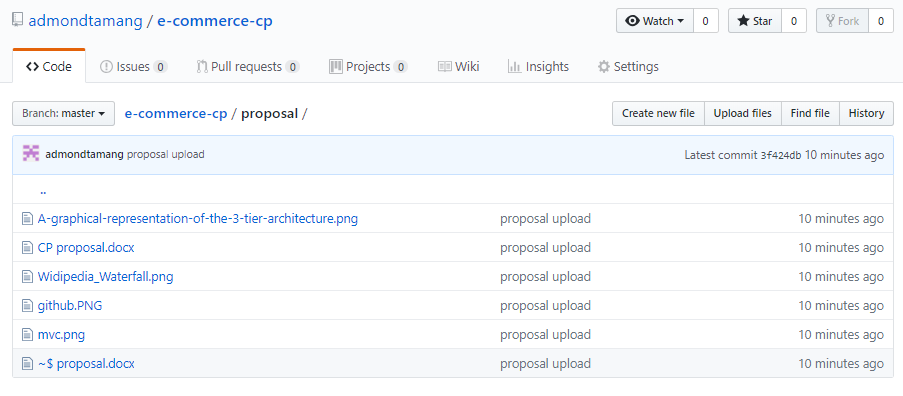 admondtamang / e-commerce-cp Watch 0 Star 0 Fork 0
Code Issues 0 Pull requests 0 Projects 0 Wiki Insights Settings
Branch: master e-commerce-cp / proposal / Create new file Upload files Find file History
admondtamang proposal upload Latest commit 3f424db 10 minutes ago
..
A-graphical-representation-of-the-3-tier-architecture.png proposal upload 10 minutes ago
CP proposal.docx proposal upload 10 minutes ago
Widipedia_Waterfall.png proposal upload 10 minutes ago
github.PNG proposal upload 10 minutes ago
mvc.png proposal upload 10 minutes ago
~$ proposal.docx proposal upload 10 minutes ago